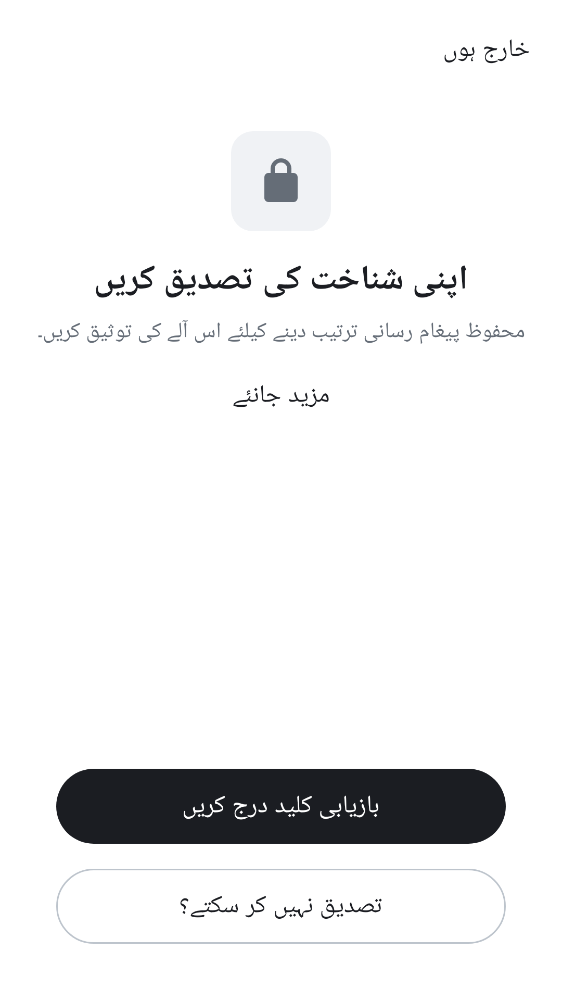 خارج ہوں
اپنی شناخت کی تصدیق کریں
محفوظ پیغام رسانی ترتیب دینے کیلئے اس آلے کی توثیق کریں۔
مزید جانئے
بازیابی کلید درج کریں
تصدیق نہیں کر سکتے؟